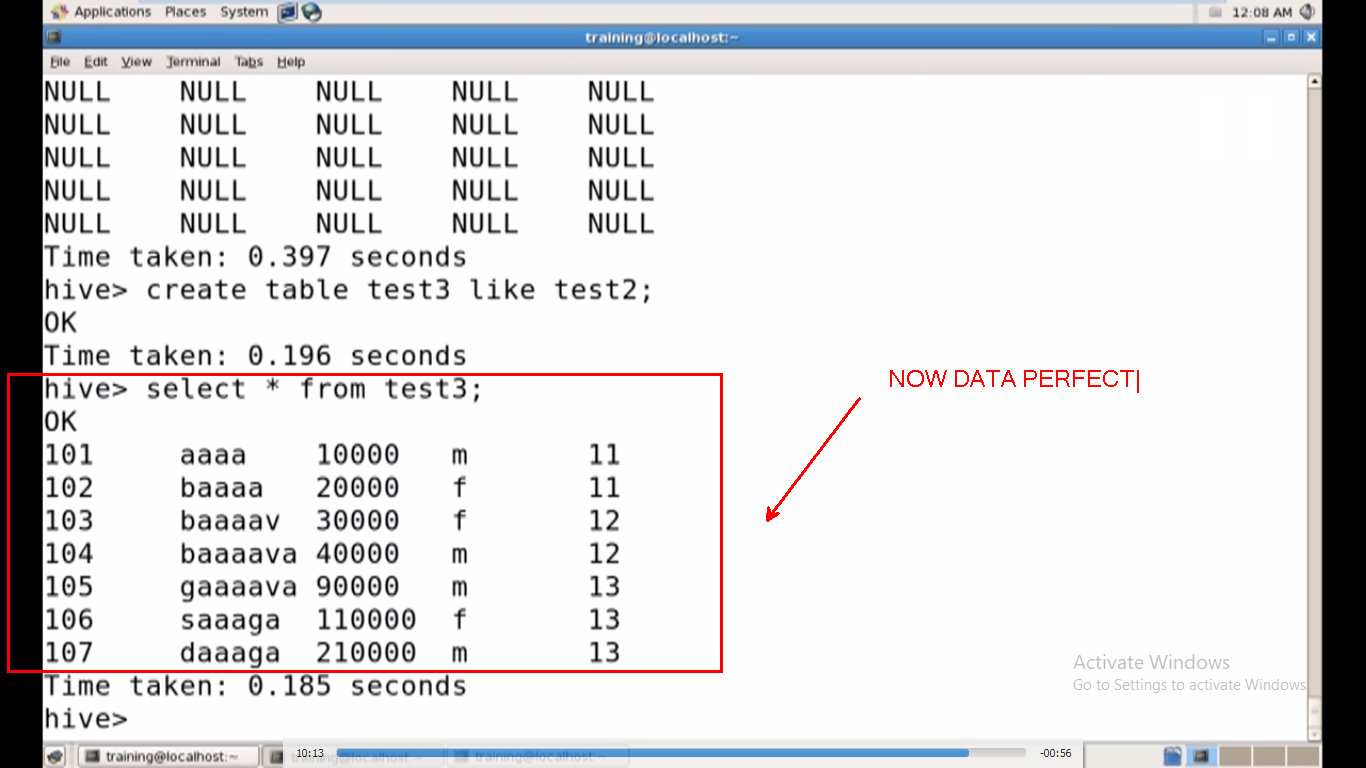 Applications Places System 12:08 AM
training@localhost:~
File Edit View Terminal Tabs Help
NULL NULL NULL NULL NULL
NULL NULL NULL NULL NULL
NULL NULL NULL NULL NULL
NULL NULL NULL NULL NULL
NULL NULL NULL NULL NULL
Time taken: 0.397 seconds
hive> create table test3 like test2;
OK
Time taken: 0.196 seconds
hive> select * from test3;
OK
101 aaaa 10000 m 11
102 baaaa 20000 f 11
103 baaaav 30000 f 12
104 baaaava 40000 m 12
105 gaaaava 90000 m 13
106 saaaga 110000 f 13
107 daaaga 210000 m 13
Time taken: 0.185 seconds
hive>
NOW DATA PERFECT|
Activate Windows
Go to Settings to activate Windows
training@localhost:~ training@localhost:~ training@localhost:~
10:13 -00:56